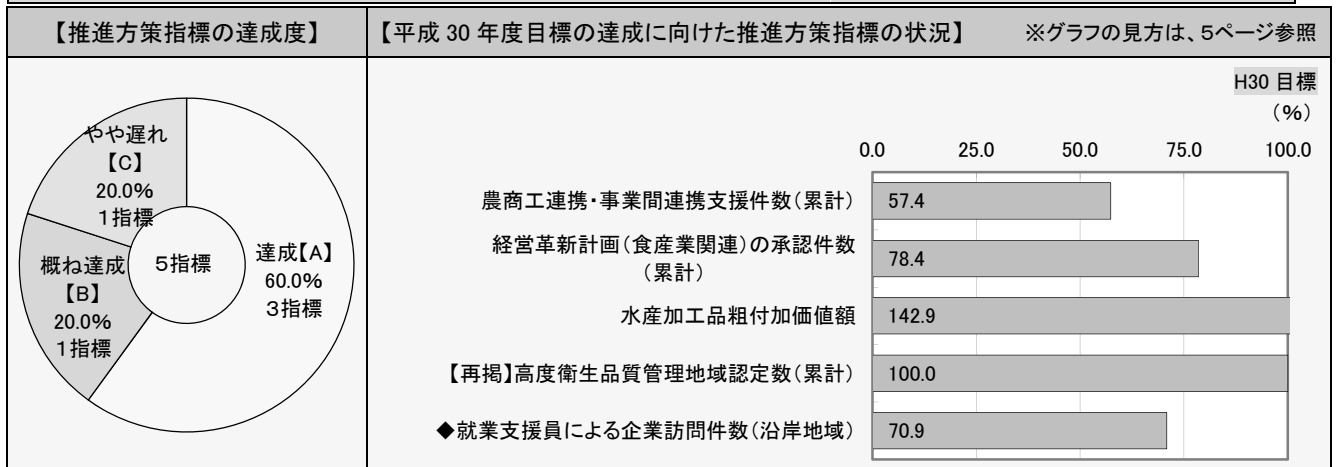 【推進方策指標の達成度】
【平成 30 年度目標の達成に向けた推進方策指標の状況】 ※グラフの見方は、5ページ参照
やや遅れ
【C】
20.0%
1指標
概ね達成
【B】
20.0%
1指標
5指標
達成【A】
60.0%
3指標
H30 目標
(%)
0.0 25.0 50.0 75.0 100.0
農商工連携・事業間連携支援件数(累計) 57.4
経営革新計画(食産業関連)の承認件数
(累計) 78.4
水産加工品粗付加価値額 142.9
【再掲】高度衛生品質管理地域認定数(累計) 100.0
◆就業支援員による企業訪問件数(沿岸地域) 70.9